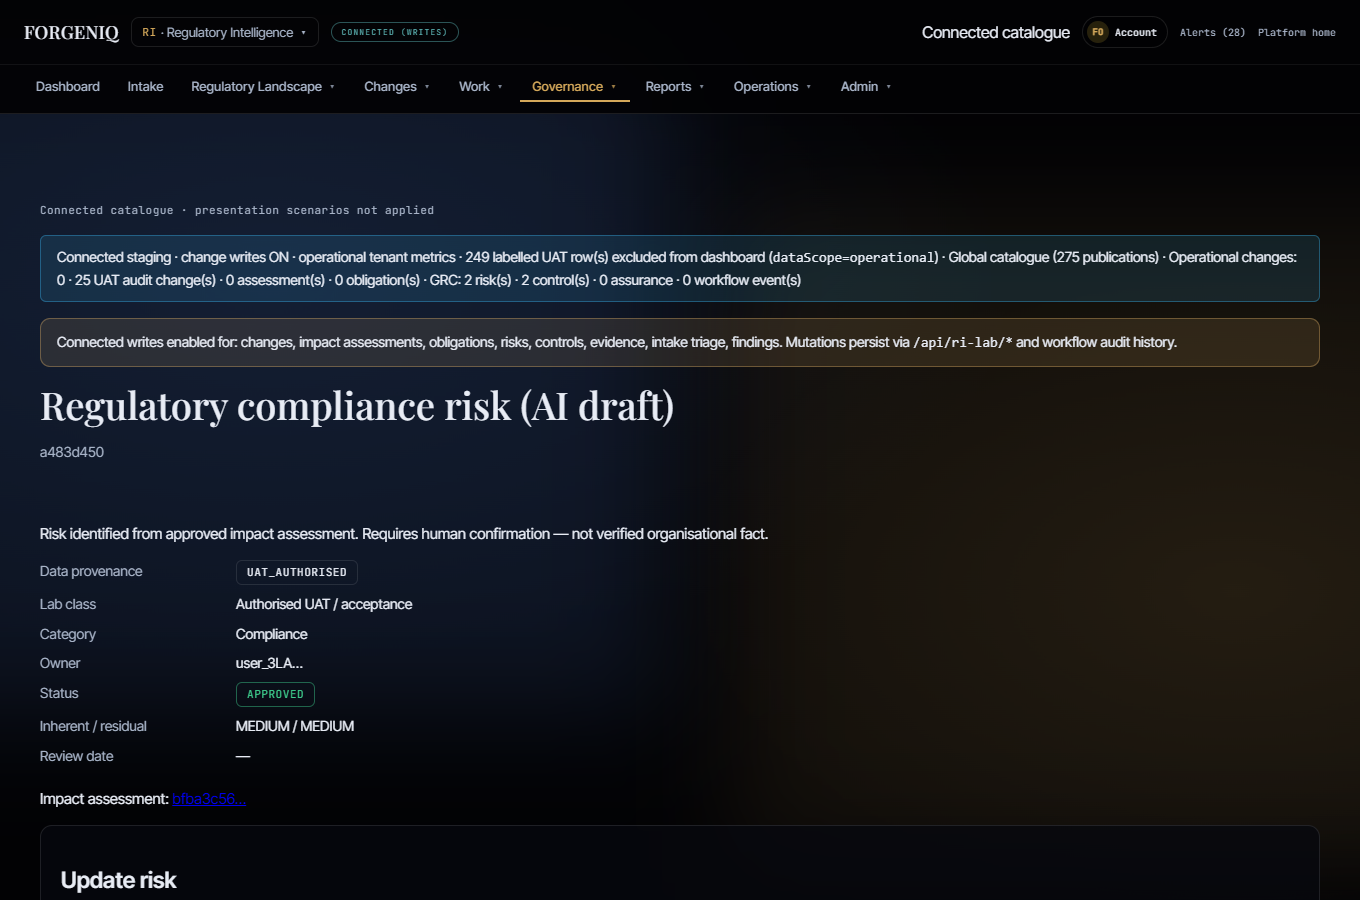 FORGENIQ
RI · Regulatory Intelligence
CONNECTED (WRITES)
Connected catalogue
FO Account
Alerts (28)
Platform home
Dashboard
Intake
Regulatory Landscape
Changes
Work
Governance
Reports
Operations
Admin
Connected catalogue · presentation scenarios not applied
Connected staging · change writes ON · operational tenant metrics · 249 labelled UAT row(s) excluded from dashboard (dataScope=operational) · Global catalogue (275 publications) · Operational changes:
0 · 25 UAT audit change(s) · 0 assessment(s) · 0 obligation(s) · GRC: 2 risk(s) · 2 control(s) · 0 assurance · 0 workflow event(s)
Connected writes enabled for: changes, impact assessments, obligations, risks, controls, evidence, intake triage, findings. Mutations persist via /api/ri-lab/* and workflow audit history.
Regulatory compliance risk (AI draft)
a483d450
Risk identified from approved impact assessment. Requires human confirmation — not verified organisational fact.
Data provenance UAT_AUTHORISED
Lab class Authorised UAT / acceptance
Category Compliance
Owner user_3LA…
Status APPROVED
Inherent / residual MEDIUM / MEDIUM
Review date —
Impact assessment: bfba3c56…
Update risk